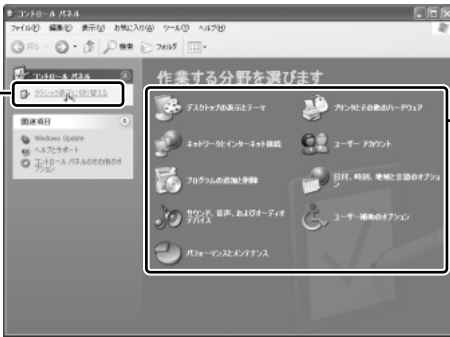 コントロール パネル
ファイル(F) 編集(E) 表示(V) お気に入り(A) ツール(T) ヘルプ(H)
戻る 検索 フォルダ
コントロール パネル
クラシック表示に切り替える
関連項目
Windows Update
ヘルプとサポート
コントロール パネルのその他のオプション
作業する分野を選びます
デスクトップの表示とテーマ
プリンタとその他のハードウェア
ネットワークとインターネット接続
ユーザー アカウント
プログラムの追加と削除
日付、時刻、地域と言語のオプショ
ン
サウンド、音声、およびオーディオ
デバイス
ユーザー補助のオプション
パフォーマンスとメンテナンス